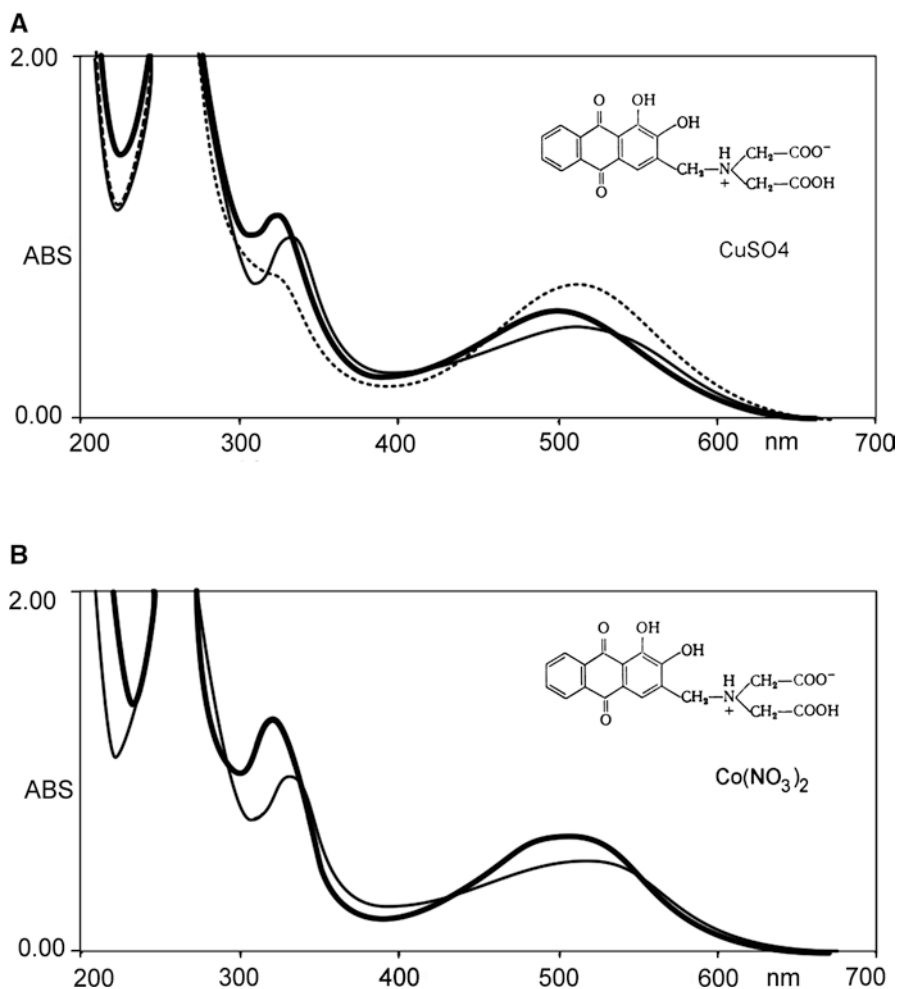 A
2.00
ABS
0.00
200 300 400 500 600 nm 700
O OH
OH
H
CH₂—N
+
CH₂—COO⁻
CH₂—COOH
O
CuSO4
B
2.00
ABS
0.00
200 300 400 500 600 nm 700
O OH
OH
H
CH₂—N
+
CH₂—COO⁻
CH₂—COOH
O
Co(NO₃)₂